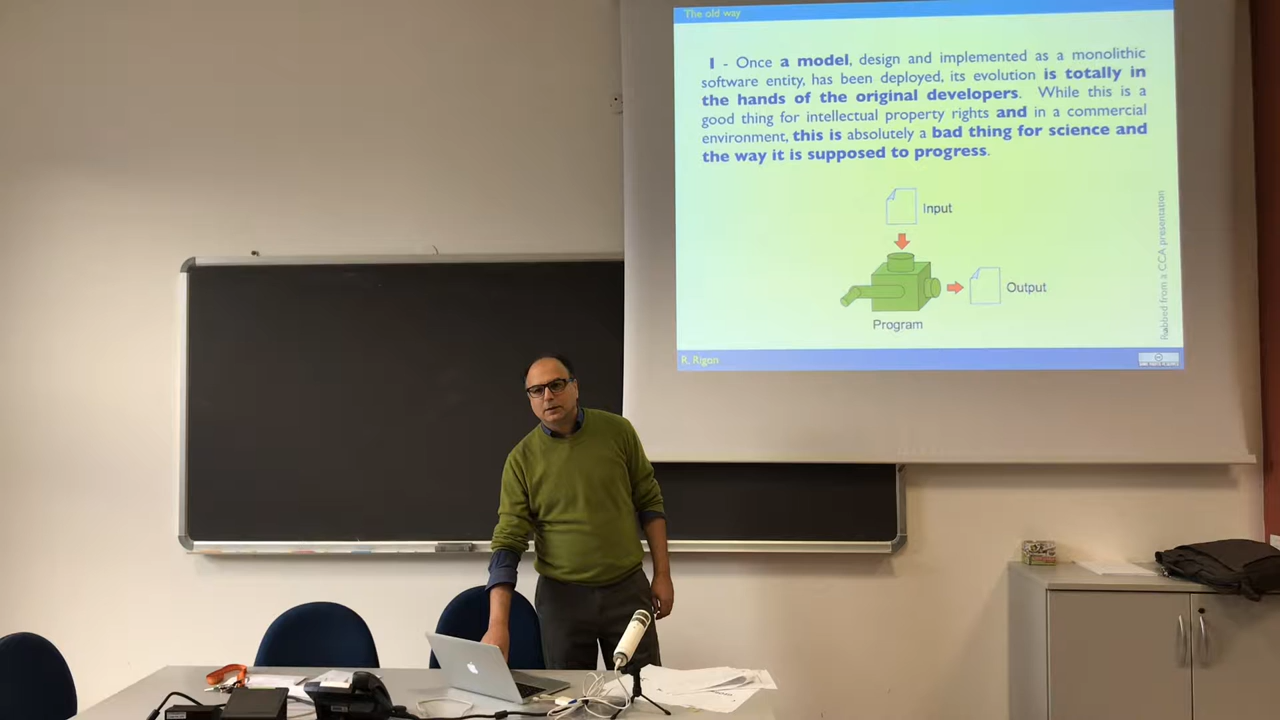 The old way
1 - Once a model, design and implemented as a monolithic
software entity, has been deployed, its evolution is totally in
the hands of the original developers. While this is a
good thing for intellectual property rights and in a commercial
environment, this is absolutely a bad thing for science and
the way it is supposed to progress.
Input
Output
Program
Robbed from a CCA presentation
R. Rigon